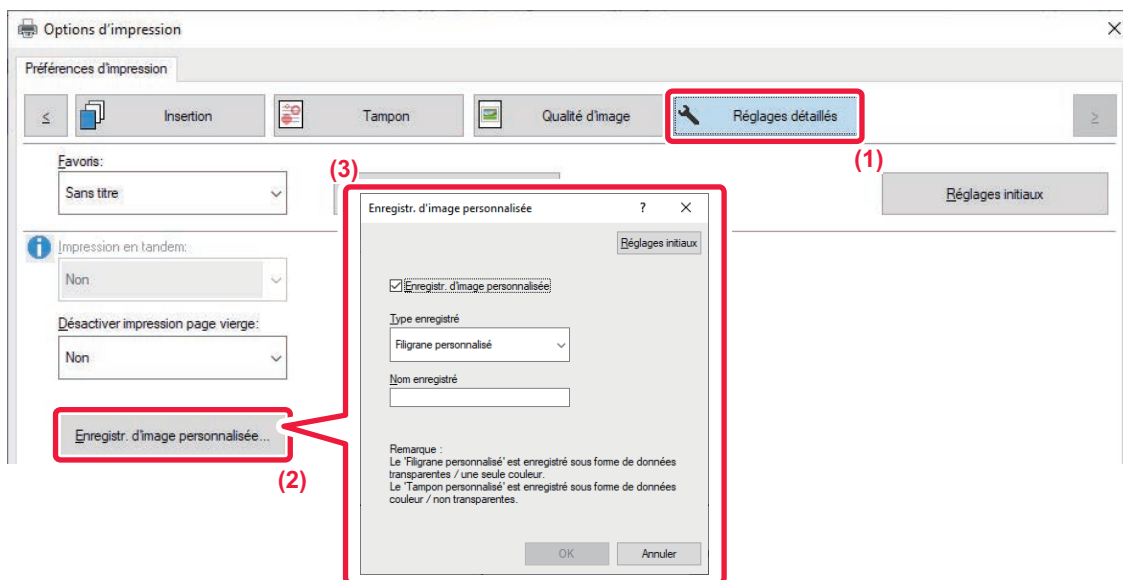 Options d'impression
Préférences d'impression
<
Insertion
Tampon
Qualité d'image
Réglages détaillés
>
(1)
Favoris:
Sans titre
(3)
Réglages initiaux
Impression en tandem:
Non
Désactiver impression page vierge:
Non
Enregistr. d'image personnalisée...
(2)
Enregistr. d'image personnalisée
?
Réglages initiaux
Enregistr. d'image personnalisée
Type enregistré
Filigrane personnalisé
Nom enregistré
Remarque :
Le 'Filigrane personnalisé' est enregistré sous forme de données
transparentes / une seule couleur.
Le 'Tampon personnalisé' est enregistré sous forme de données
couleur / non transparentes.
OK
Annuler